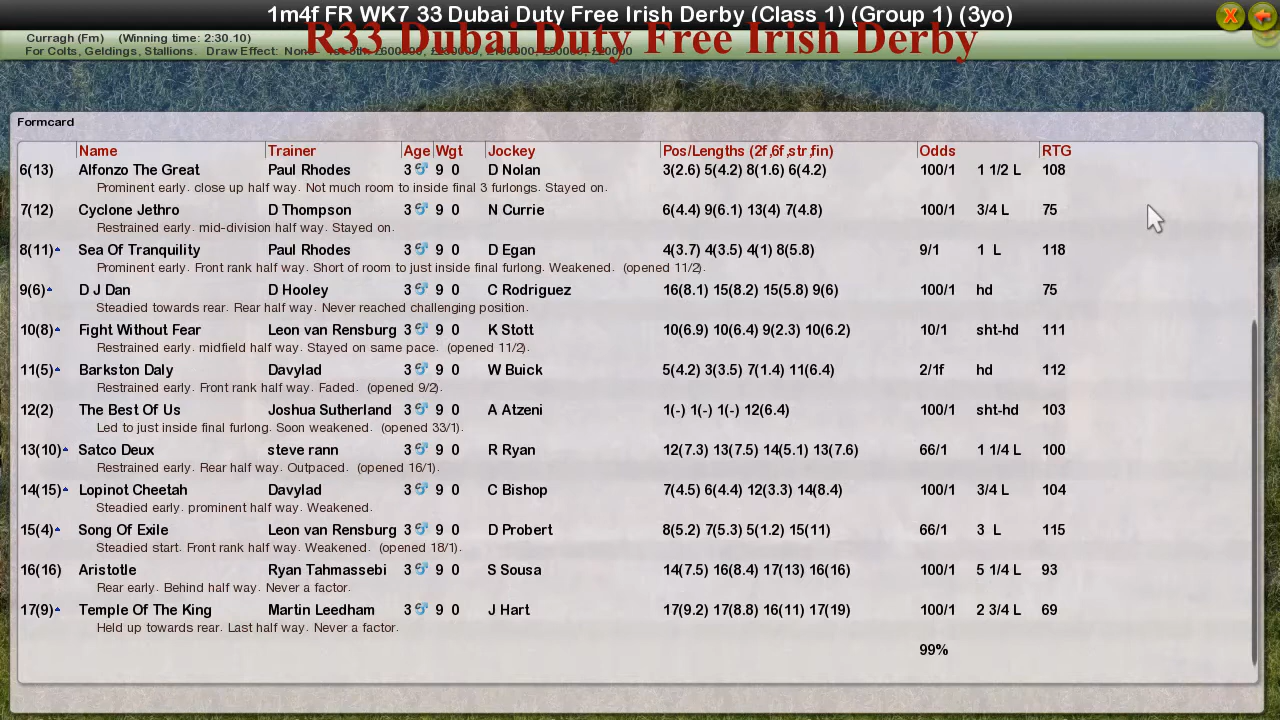 1m4f FR WK7 33 Dubai Duty Free Irish Derby (Class 1) (Group 1) (3yo)
R33 Dubai Duty Free Irish Derby
Curragh (Fm) (Winning time: 2:30.10)
For Colts, Geldings, Stallions. Draw Effect: None
Formcard
Name Trainer Age Wgt Jockey Pos/Lengths (2f,6f,str,fin) Odds RTG
6(13) Alfonzo The Great Paul Rhodes 3 9 0 D Nolan 3(2.6) 5(4.2) 8(1.6) 6(4.2) 100/1 1 1/2 L 108
Prominent early. close up half way. Not much room to inside final 3 furlongs. Stayed on.
7(12) Cyclone Jethro D Thompson 3 9 0 N Currie 6(4.4) 9(6.1) 13(4) 7(4.8) 100/1 3/4 L 75
Restrained early. mid-division half way. Stayed on.
8(11) Sea Of Tranquility Paul Rhodes 3 9 0 D Egan 4(3.7) 4(3.5) 4(1) 8(5.8) 9/1 1 L 118
Prominent early. Front rank half way. Short of room to just inside final furlong. Weakened. (opened 11/2).
9(6) D J Dan D Hooley 3 9 0 C Rodriguez 16(8.1) 15(8.2) 15(5.8) 9(6) 100/1 hd 75
Steadied towards rear. Rear half way. Never reached challenging position.
10(8) Fight Without Fear Leon van Rensburg 3 9 0 K Stott 10(6.9) 10(6.4) 9(2.3) 10(6.2) 10/1 sht-hd 111
Restrained early. midfield half way. Stayed on same pace. (opened 11/2).
11(5) Barkston Daly Davylad 3 9 0 W Buick 5(4.2) 3(3.5) 7(1.4) 11(6.4) 2/1f hd 112
Restrained early. Front rank half way. Faded. (opened 9/2).
12(2) The Best Of Us Joshua Sutherland 3 9 0 A Atzeni 1(-) 1(-) 1(-) 12(6.4) 100/1 sht-hd 103
Led to just inside final furlong. Soon weakened. (opened 33/1).
13(10) Satco Deux steve rann 3 9 0 R Ryan 12(7.3) 13(7.5) 14(5.1) 13(7.6) 66/1 1 1/4 L 100
Restrained early. Rear half way. Outpaced. (opened 16/1).
14(15) Lopinot Cheetah Davylad 3 9 0 C Bishop 7(4.5) 6(4.4) 12(3.3) 14(8.4) 100/1 3/4 L 104
Steadied early. prominent half way. Weakened.
15(4) Song Of Exile Leon van Rensburg 3 9 0 D Probert 8(5.2) 7(5.3) 5(1.2) 15(11) 66/1 3 L 115
Steadied start. Front rank half way. Weakened. (opened 18/1).
16(16) Aristotle Ryan Tahmassebi 3 9 0 S Sousa 14(7.5) 16(8.4) 17(13) 16(16) 100/1 5 1/4 L 93
Rear early. Behind half way. Never a factor.
17(9) Temple Of The King Martin Leedham 3 9 0 J Hart 17(9.2) 17(8.8) 16(11) 17(19) 100/1 2 3/4 L 69
Held up towards rear. Last half way. Never a factor.
99%